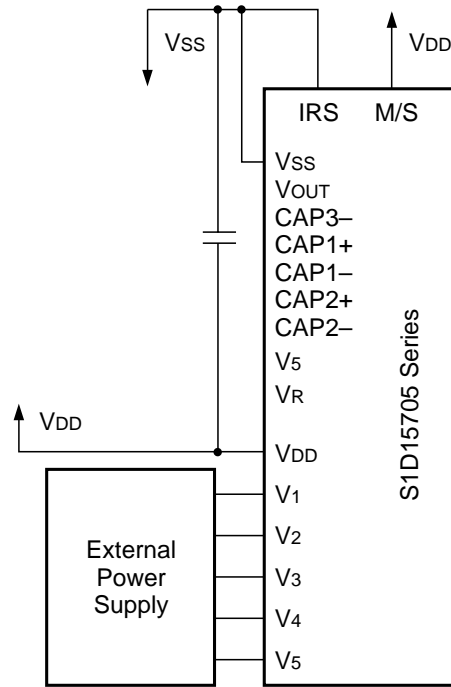 VSS
VDD
IRS M/S
VSS
VOUT
CAP3–
CAP1+
CAP1–
CAP2+
CAP2–
V5
VR
VDD
VDD
V1
V2
V3
V4
V5
External
Power
Supply
S1D15705 Series